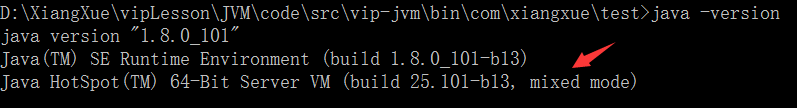 D:\XiangXue\vipLesson\JVM\code\src\vip-jvm\bin\com\xiangxue\test>java -version
java version "1.8.0_101"
Java(TM) SE Runtime Environment (build 1.8.0_101-b13)
Java HotSpot(TM) 64-Bit Server VM (build 25.101-b13, mixed mode)